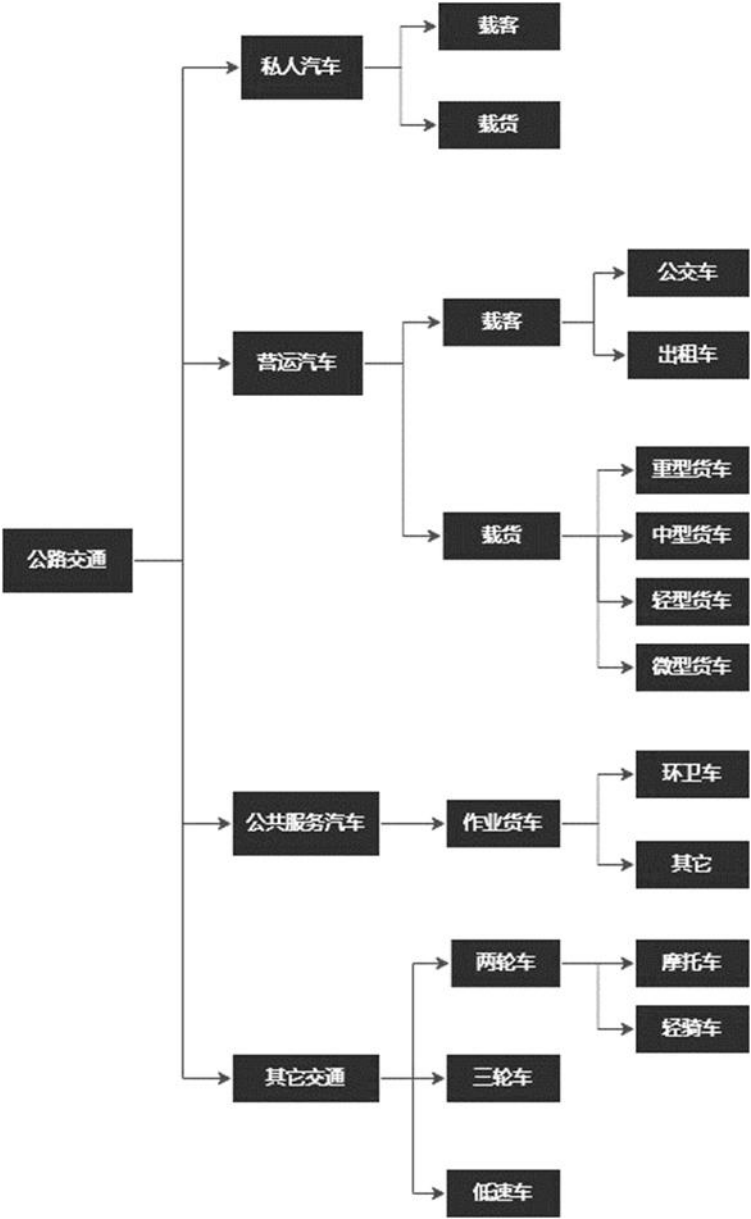 载客
私人汽车
载货
公交车
载客
营运汽车
出租车
重型货车
载货
中型货车
公路交通
轻型货车
微型货车
环卫车
公共服务汽车
作业货车
其它
两轮车
摩托车
轻骑车
其它交通
三轮车
低速车